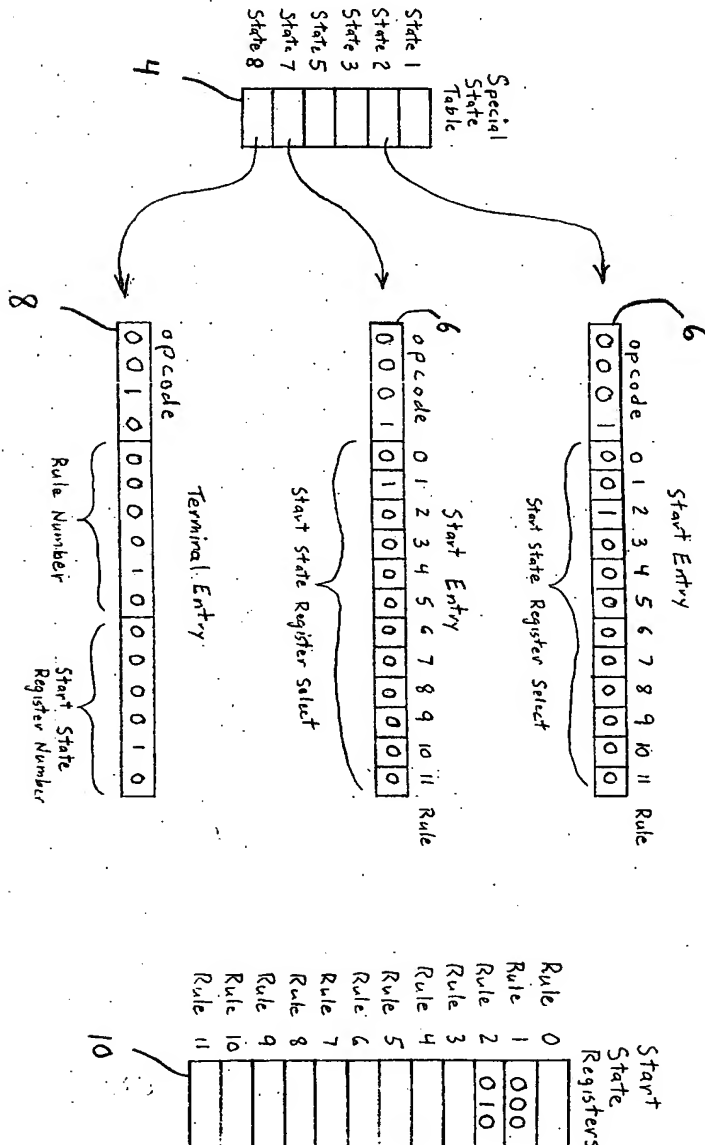 Special
State
Table
State 1
State 2
State 3
State 5
State 7
State 8
4
6
Start Entry
opcode 0 1 2 3 4 5 6 7 8 9 10 11 Rule
0 0 0 1 0 0 1 0 0 0 0 0 0 0 0 0
Start State Register Select
6
Start Entry
opcode 0 1 2 3 4 5 6 7 8 9 10 11 Rule
0 0 0 1 0 1 0 0 0 0 0 0 0 0 0 0
Start State Register Select
8
Terminal Entry
opcode
0 0 1 0 0 0 0 0 1 0 0 0 0 0 1 0
Rule Number
Start State
Register Number
Start
State
Registers
Rule 0
Rule 1 000
Rule 2 010
Rule 3
Rule 4
Rule 5
Rule 6
Rule 7
Rule 8
Rule 9
Rule 10
Rule 11
10